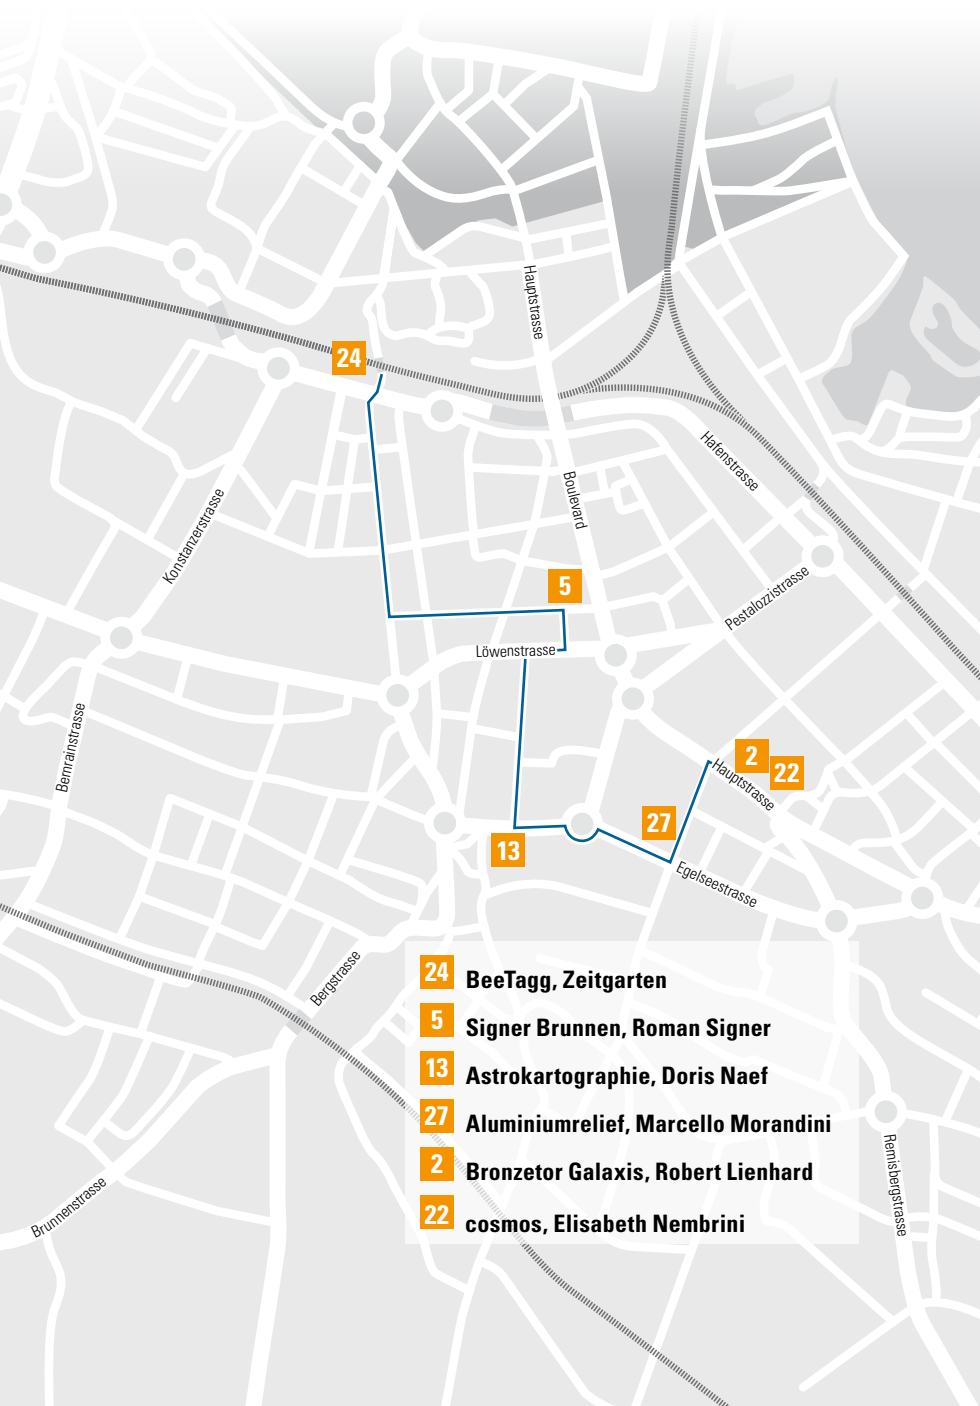 Hauptstrasse
24
Hafenstrasse
Boulevard
Konstanzerstrasse
5
Pestalozzistrasse
Löwenstrasse
Bernrainstrasse
2
Hauptstrasse
22
27
13
Egelseestrasse
Bergstrasse
24 BeeTagg, Zeitgarten
5 Signer Brunnen, Roman Signer
13 Astrokartographie, Doris Naef
27 Aluminiumrelief, Marcello Morandini
2 Bronzetor Galaxis, Robert Lienhard
22 cosmos, Elisabeth Nembrini
Remisbergstrasse
Brunnenstrasse